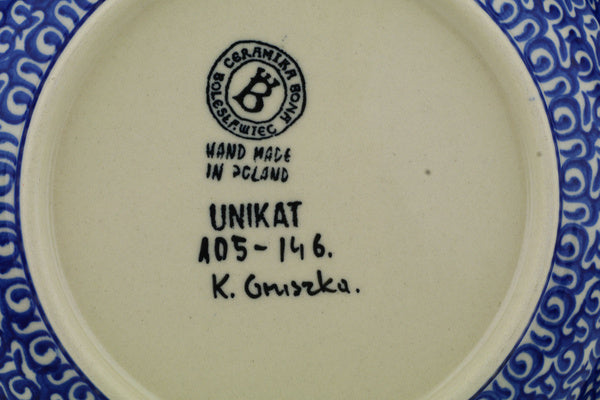 CERAMIKA BONA
BOLESŁAWIEC
B
HAND MADE
IN POLAND
UNIKAT
A05-146.
K. Gruszka.